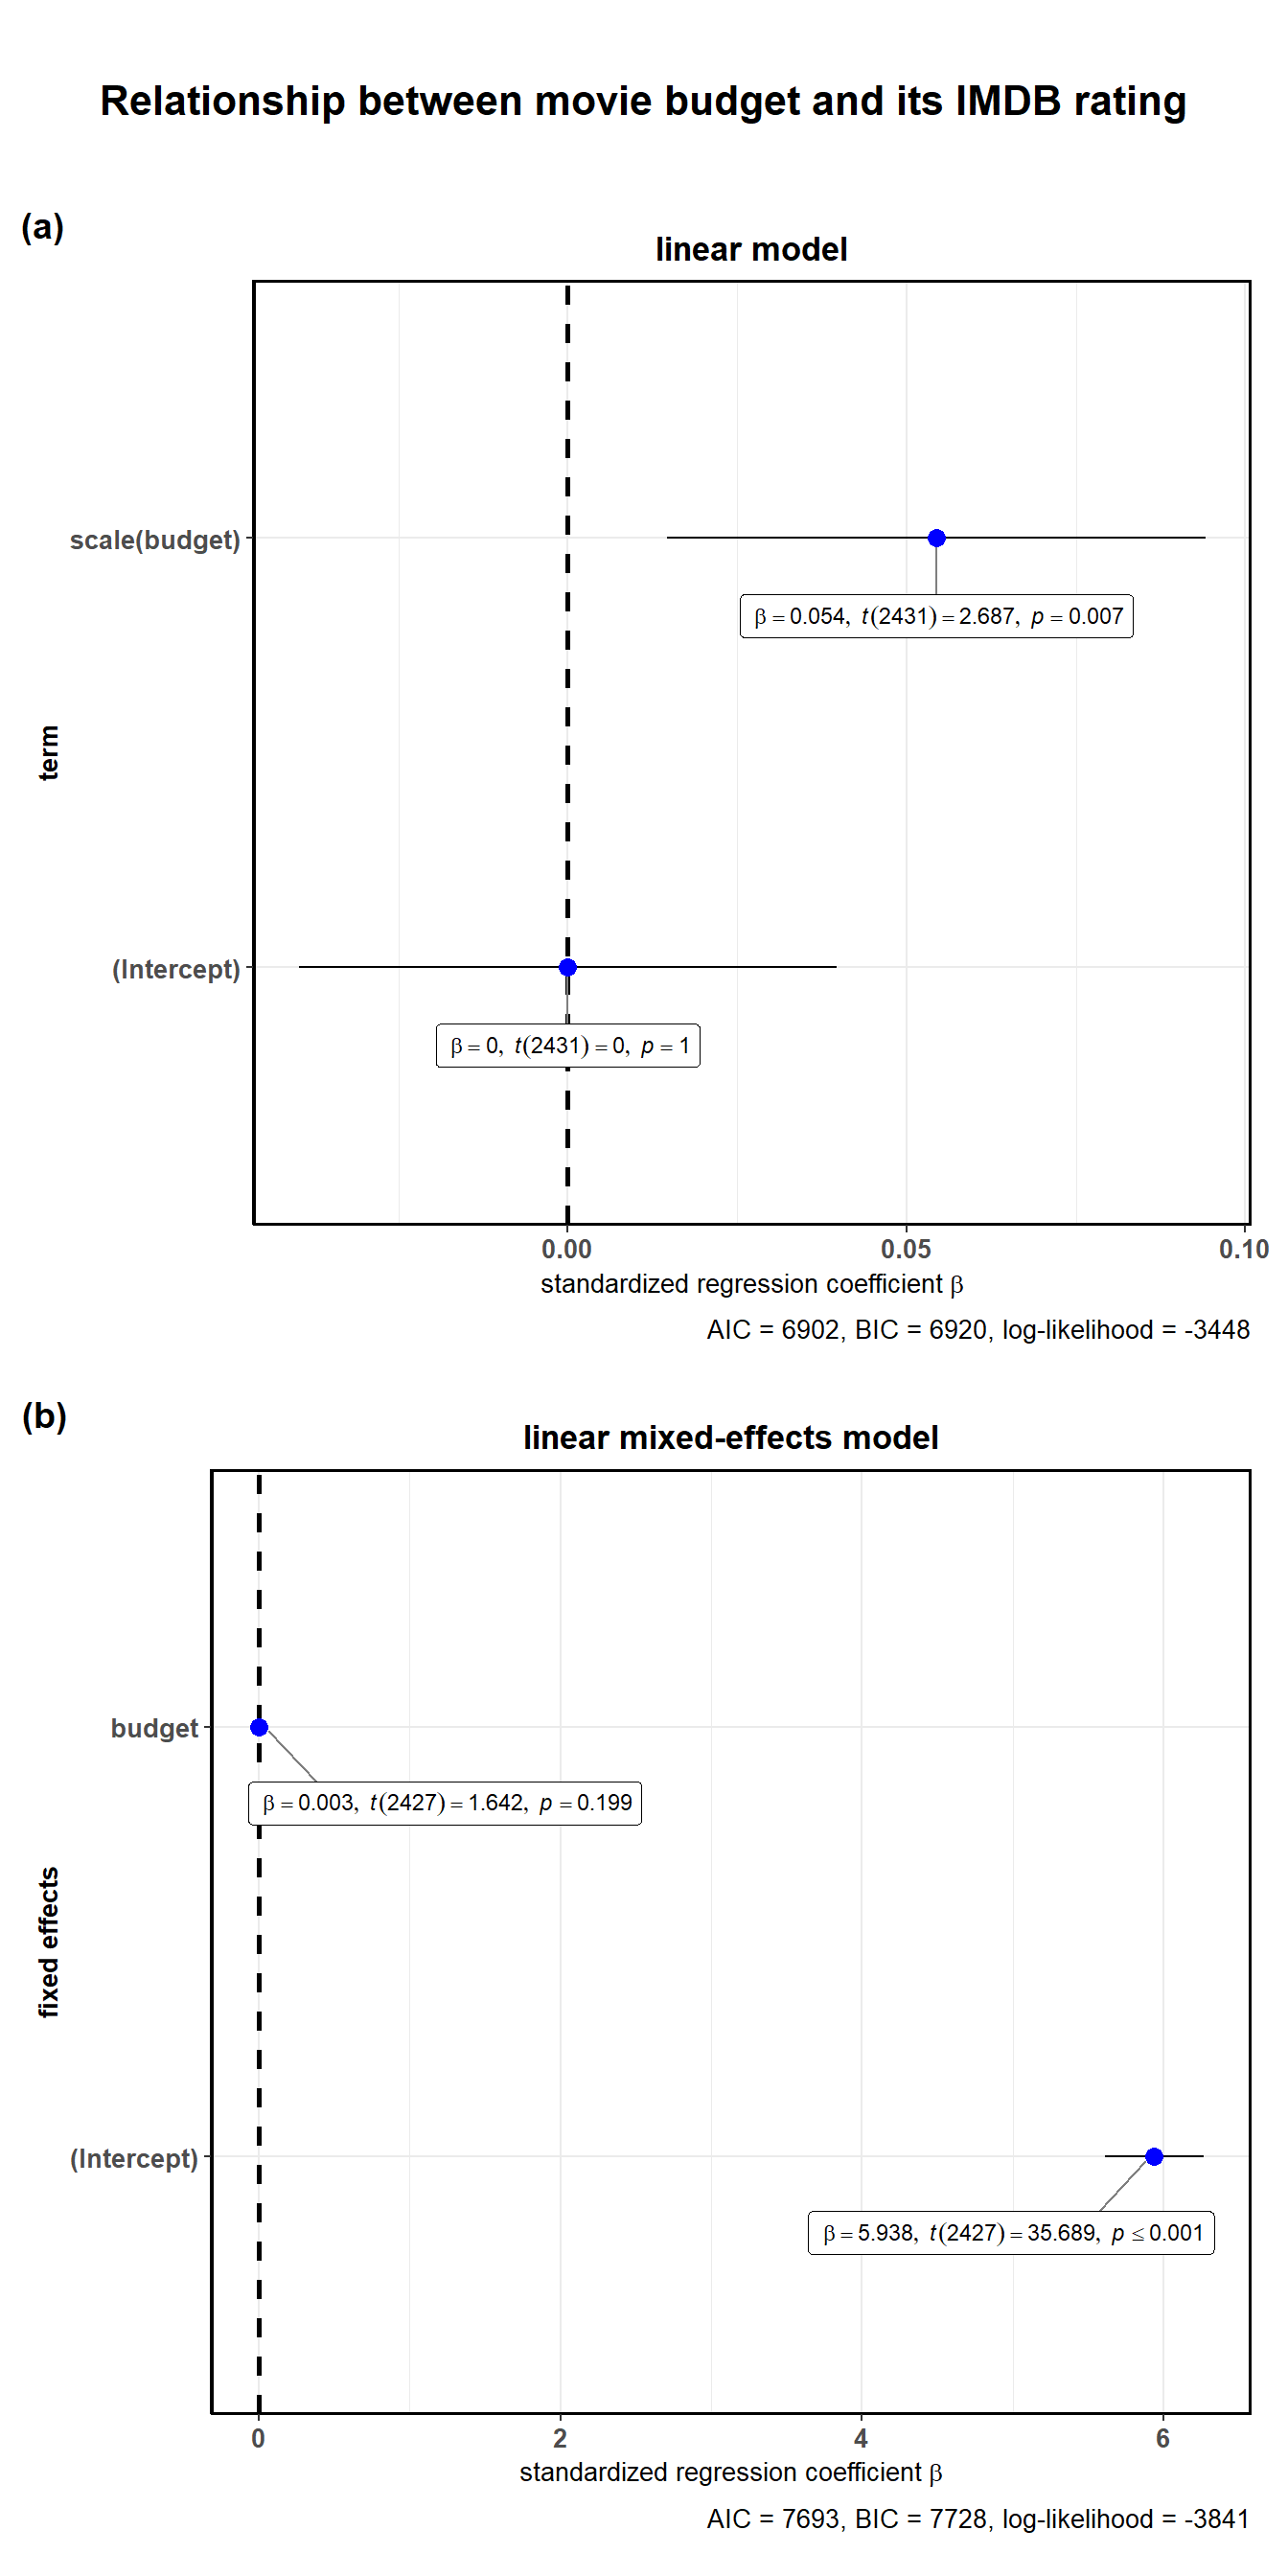 Relationship between movie budget and its IMDB rating
(a)
linear model
scale(budget)
β = 0.054, t(2431) = 2.687, p = 0.007
term
(Intercept)
β = 0, t(2431) = 0, p = 1
0.00 0.05 0.10
standardized regression coefficient β
AIC = 6902, BIC = 6920, log-likelihood = -3448
(b)
linear mixed-effects model
budget
β = 0.003, t(2427) = 1.642, p = 0.199
fixed effects
(Intercept)
β = 5.938, t(2427) = 35.689, p ≤ 0.001
0 2 4 6
standardized regression coefficient β
AIC = 7693, BIC = 7728, log-likelihood = -3841